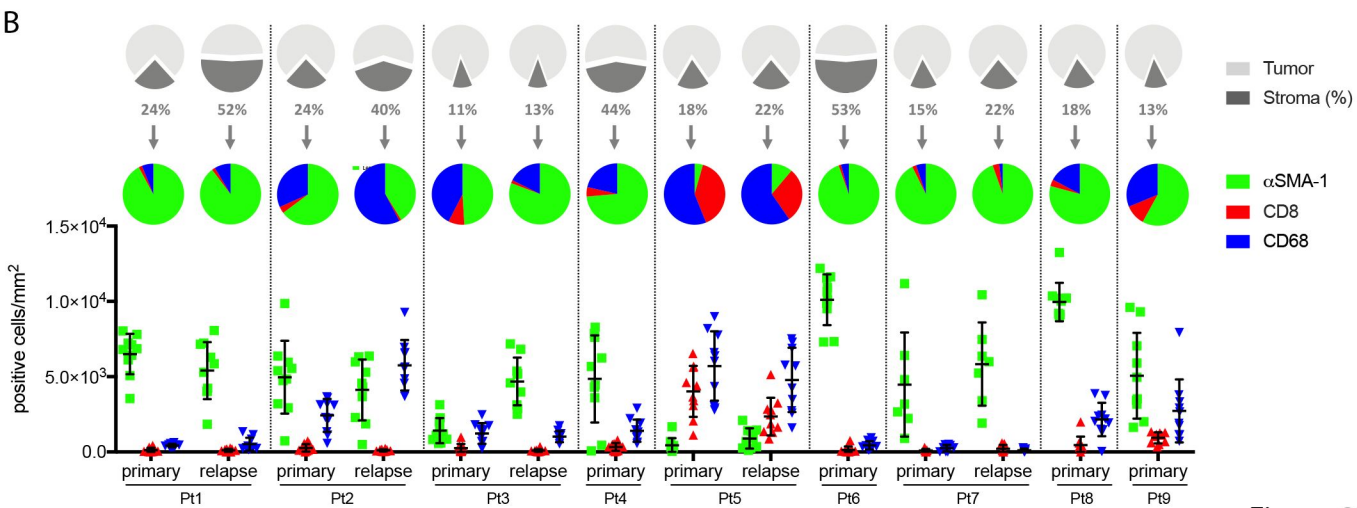 B
Tumor
Stroma (%)
24% 52% 24% 40% 11% 13% 44% 18% 22% 53% 15% 22% 18% 13%
αSMA-1
CD8
CD68
positive cells/mm²
1.5×10⁴
1.0×10⁴
5.0×10³
0.0
primary relapse primary relapse primary relapse primary primary relapse primary primary relapse primary primary
Pt1 Pt2 Pt3 Pt4 Pt5 Pt6 Pt7 Pt8 Pt9